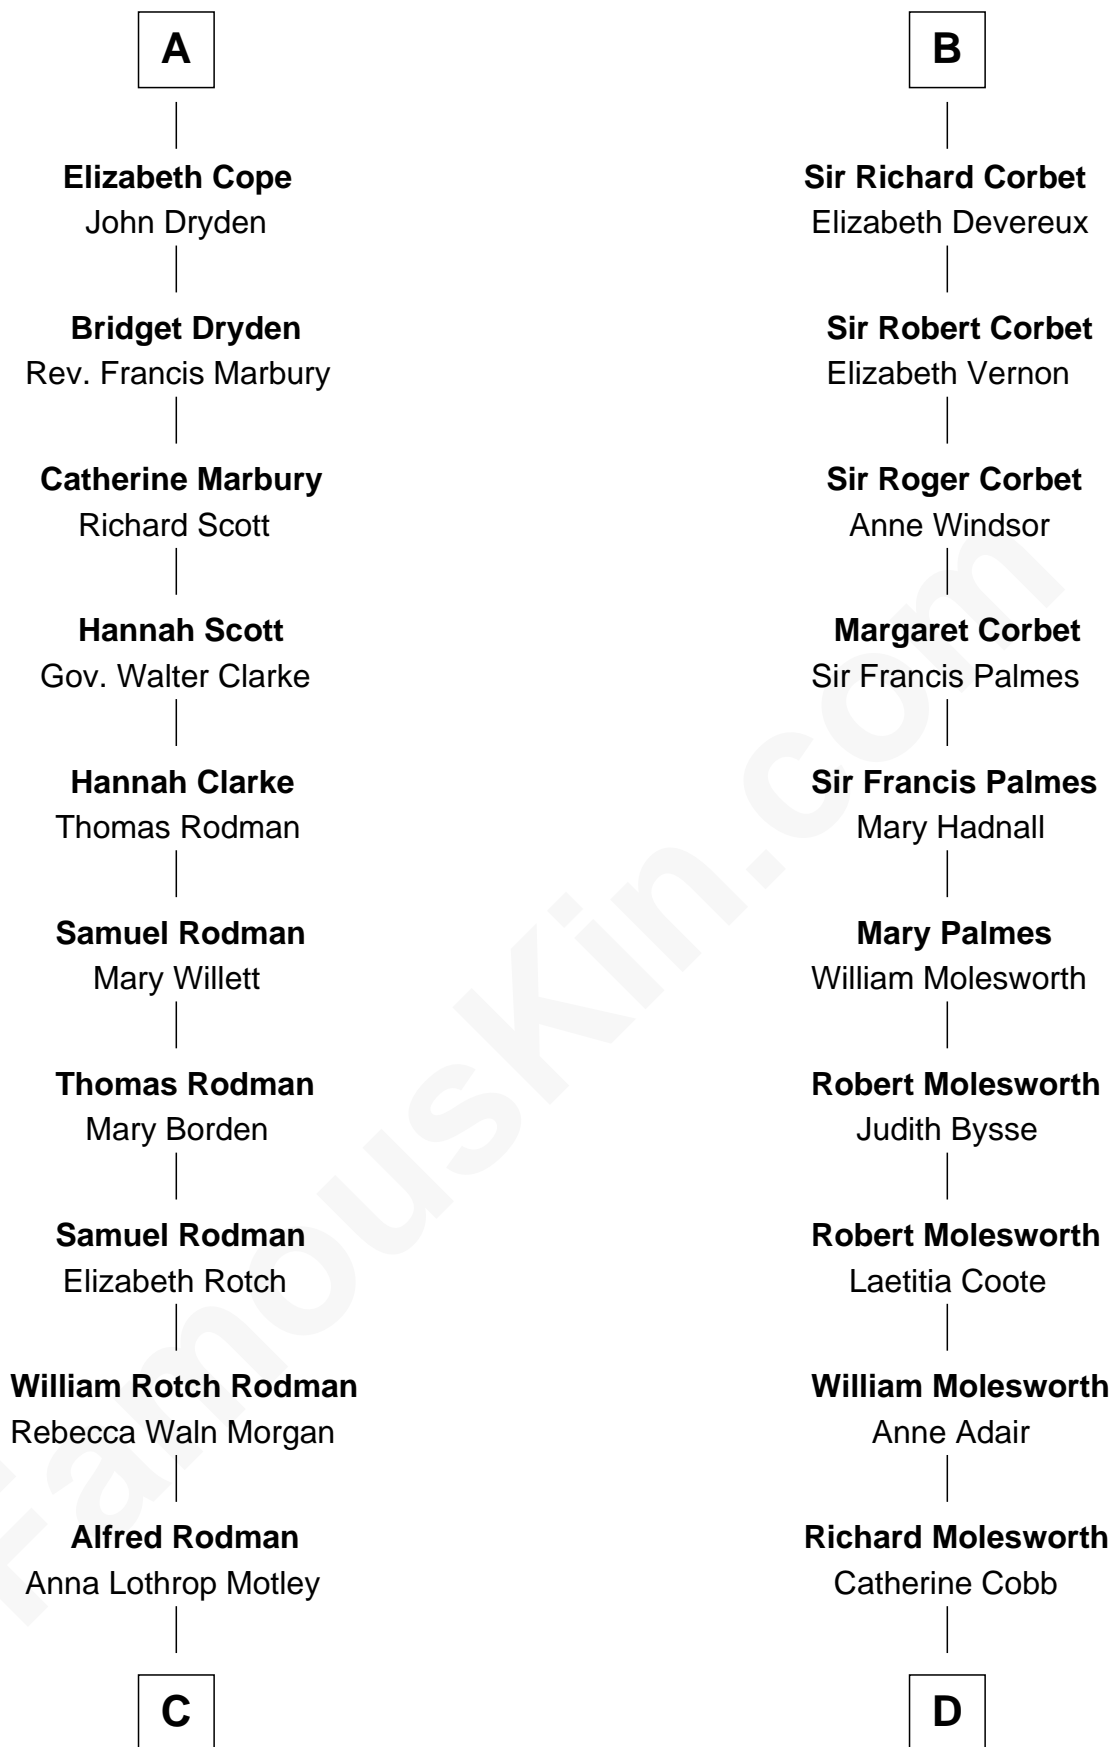 A
Elizabeth Cope
John Dryden
Bridget Dryden
Rev. Francis Marbury
Catherine Marbury
Richard Scott
Hannah Scott
Gov. Walter Clarke
Hannah Clarke
Thomas Rodman
Samuel Rodman
Mary Willett
Thomas Rodman
Mary Borden
Samuel Rodman
Elizabeth Rotch
William Rotch Rodman
Rebecca Waln Morgan
Alfred Rodman
Anna Lothrop Motley
C
B
Sir Richard Corbet
Elizabeth Devereux
Sir Robert Corbet
Elizabeth Vernon
Sir Roger Corbet
Anne Windsor
Margaret Corbet
Sir Francis Palmes
Sir Francis Palmes
Mary Hadnall
Mary Palmes
William Molesworth
Robert Molesworth
Judith Bysse
Robert Molesworth
Laetitia Coote
William Molesworth
Anne Adair
Richard Molesworth
Catherine Cobb
D
FamousKin.com